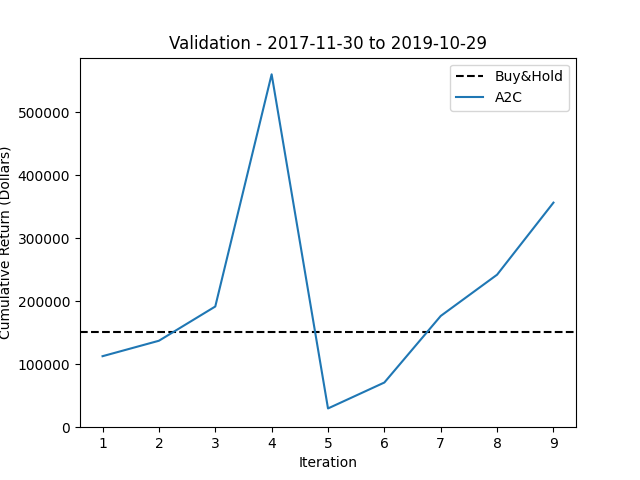 Validation - 2017-11-30 to 2019-10-29
Buy&Hold
A2C
500000
400000
300000
200000
100000
0
Cumulative Return (Dollars)
1 2 3 4 5 6 7 8 9
Iteration